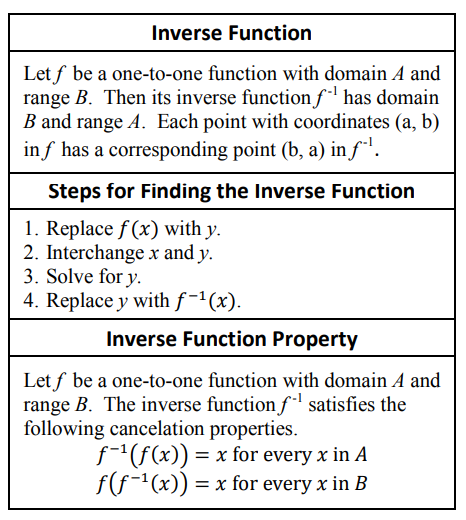 Inverse Function
Let f be a one-to-one function with domain A and
range B. Then its inverse function f⁻¹ has domain
B and range A. Each point with coordinates (a, b)
in f has a corresponding point (b, a) in f⁻¹.
Steps for Finding the Inverse Function
1. Replace f(x) with y.
2. Interchange x and y.
3. Solve for y.
4. Replace y with f⁻¹(x).
Inverse Function Property
Let f be a one-to-one function with domain A and
range B. The inverse function f⁻¹ satisfies the
following cancelation properties.
f⁻¹(f(x)) = x for every x in A
f(f⁻¹(x)) = x for every x in B